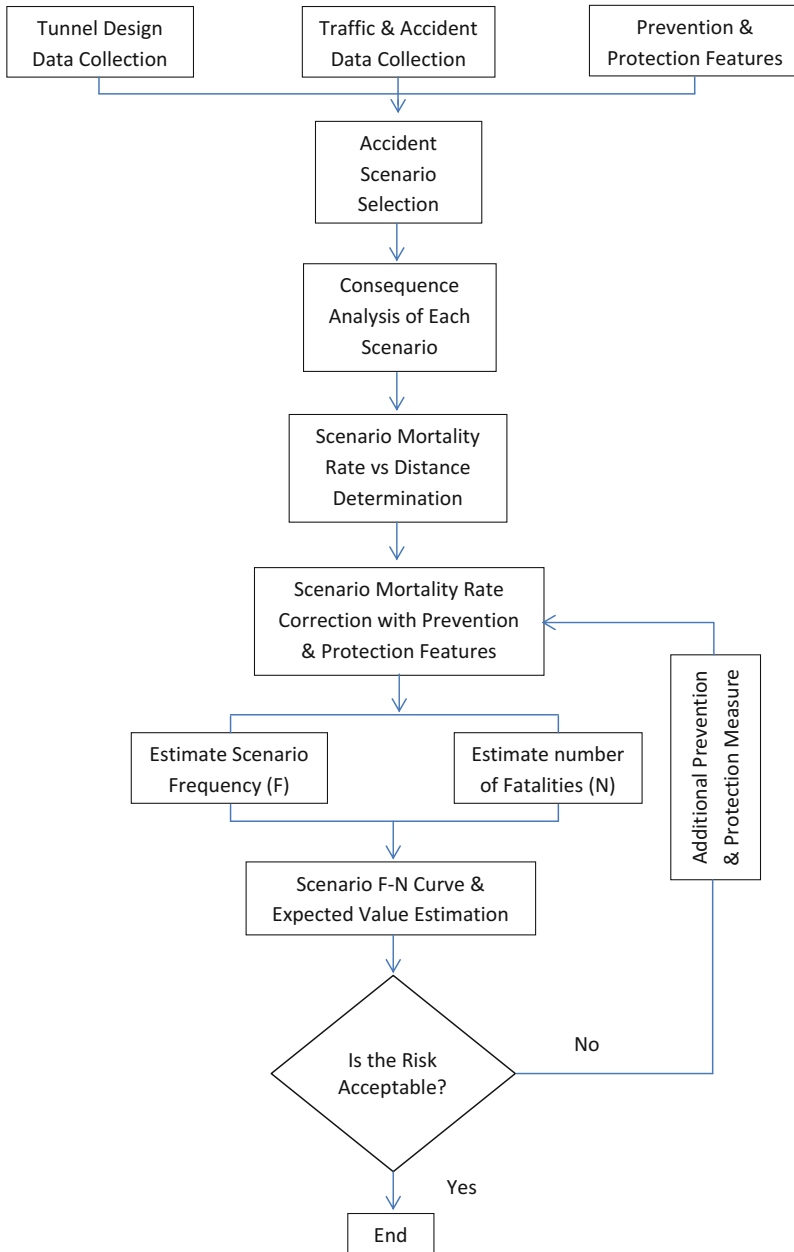 Tunnel Design
Data Collection
Traffic & Accident
Data Collection
Prevention &
Protection Features
Accident
Scenario
Selection
Consequence
Analysis of Each
Scenario
Scenario Mortality
Rate vs Distance
Determination
Scenario Mortality Rate
Correction with Prevention
& Protection Features
Estimate Scenario
Frequency (F)
Estimate number
of Fatalities (N)
Additional Prevention
& Protection Measure
Scenario F-N Curve &
Expected Value Estimation
Is the Risk
Acceptable?
No
Yes
End